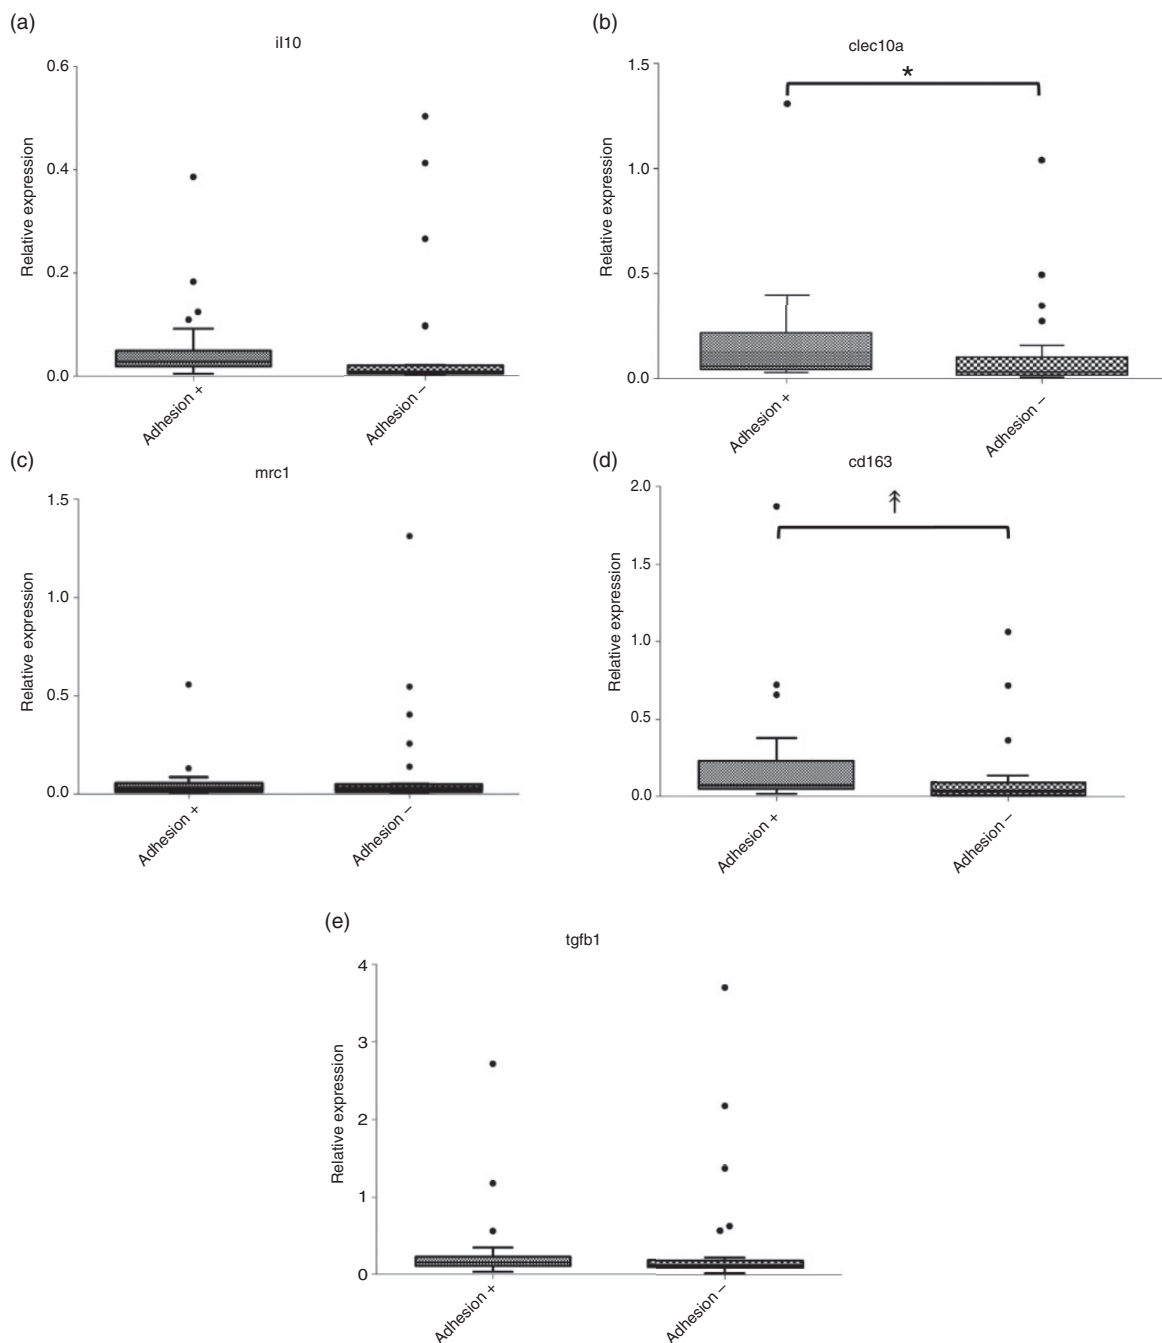 (a)
il10
0.6
0.4
0.2
0.0
Relative expression
Adhesion +
Adhesion –
(b)
clec10a
*
1.5
1.0
0.5
0.0
Relative expression
Adhesion +
Adhesion –
(c)
mrc1
1.5
1.0
0.5
0.0
Relative expression
Adhesion +
Adhesion –
(d)
cd163
↟
2.0
1.5
1.0
0.5
0.0
Relative expression
Adhesion +
Adhesion –
(e)
tgfb1
4
3
2
1
0
Relative expression
Adhesion +
Adhesion –